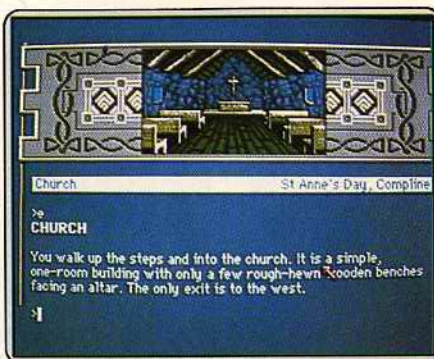 Church St Anne's Day, Compline
>e
CHURCH
You walk up the steps and into the church. It is a simple,
one-room building with only a few rough-hewn wooden benches
facing an altar. The only exit is to the west.
>